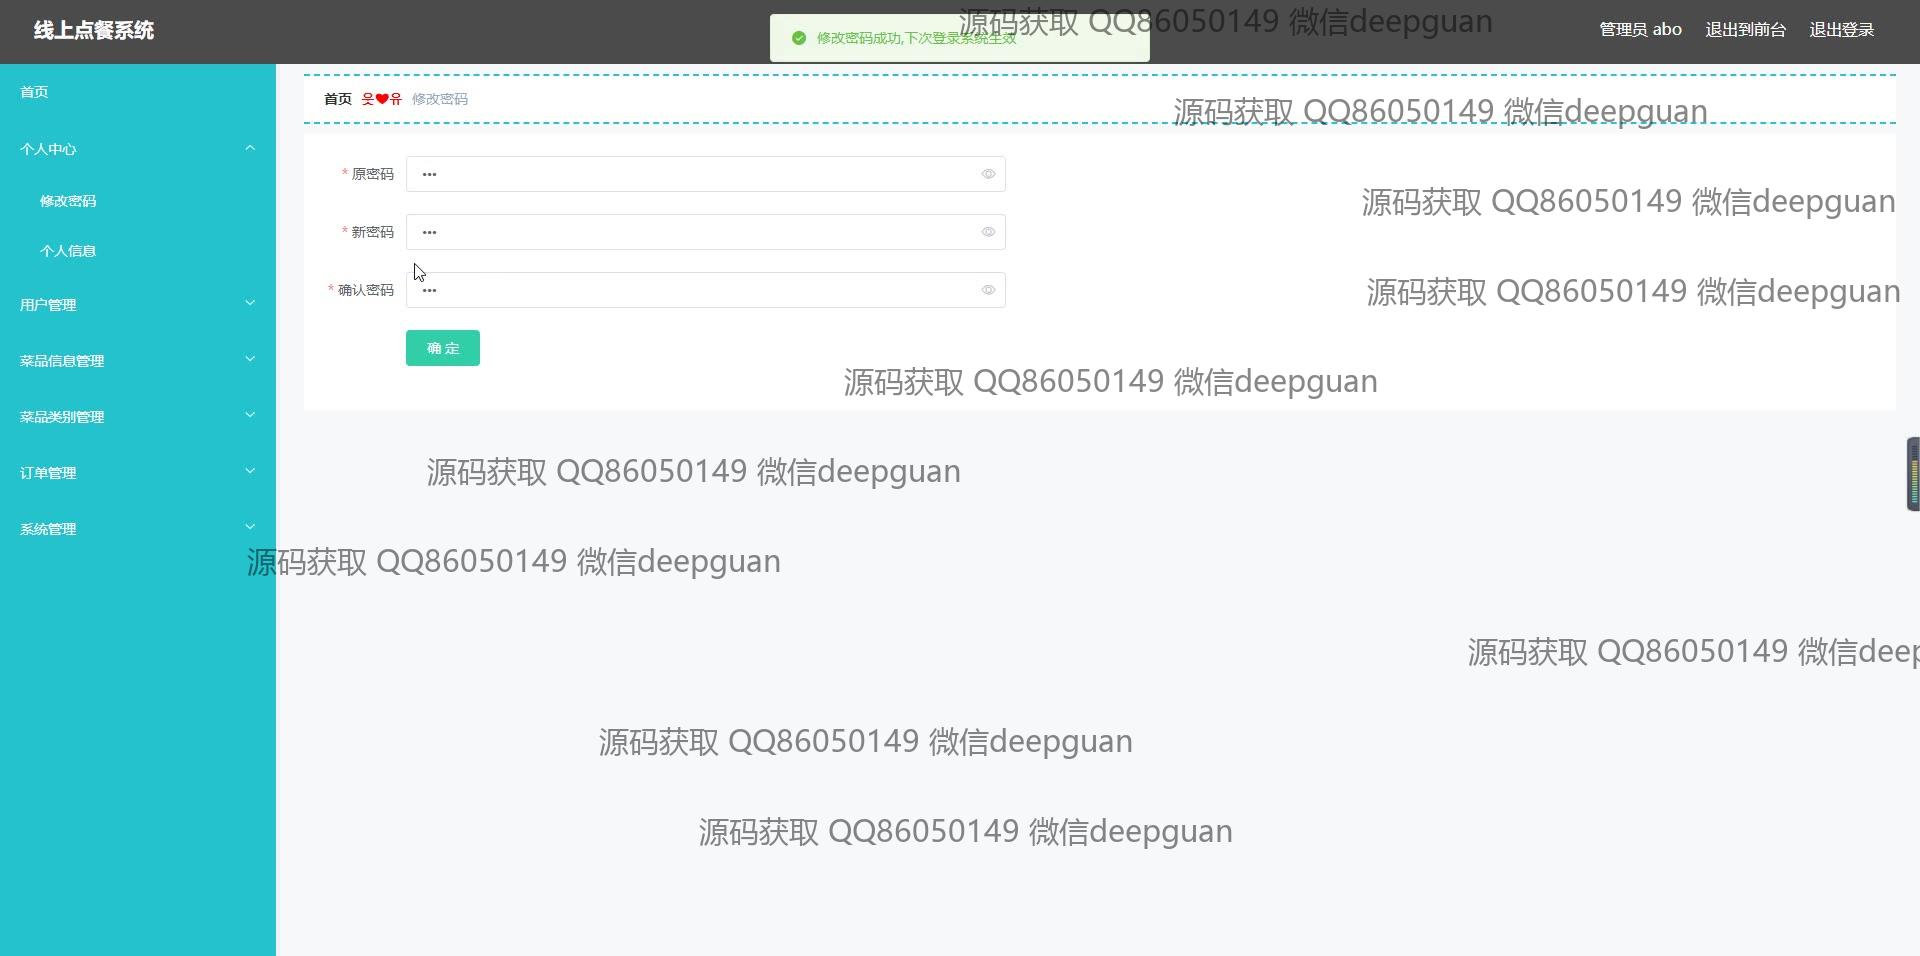 线上点餐系统
修改密码成功,下次登录系统生效
源码获取 QQ86050149 微信deepguan
管理员 abo 退出到前台 退出登录
首页
个人中心
修改密码
个人信息
用户管理
菜品信息管理
菜品类别管理
订单管理
系统管理
首页 웃❤유 修改密码
源码获取 QQ86050149 微信deepguan
* 原密码 •••
源码获取 QQ86050149 微信deepguan
* 新密码 •••
* 确认密码 •••
源码获取 QQ86050149 微信deepguan
确 定
源码获取 QQ86050149 微信deepguan
源码获取 QQ86050149 微信deepguan
源码获取 QQ86050149 微信deepguan
源码获取 QQ86050149 微信deep
源码获取 QQ86050149 微信deepguan
源码获取 QQ86050149 微信deepguan